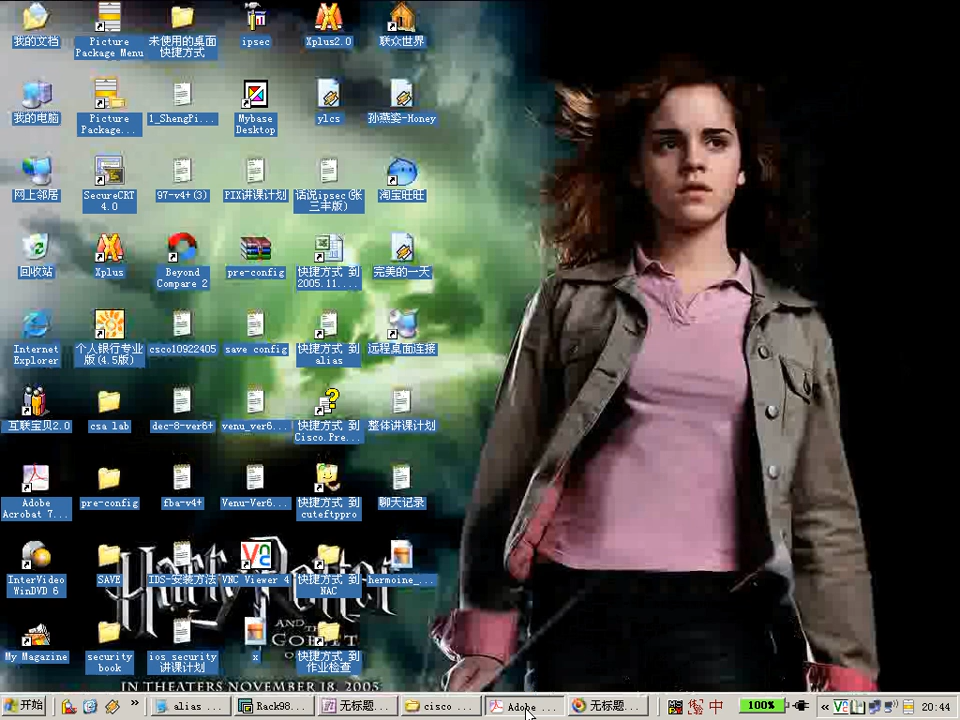 我的文档
Picture
Package Menu
未使用的桌面
快捷方式
ipsec
Xplus2.0
联众世界
我的电脑
Picture
Package...
1_ShengPi...
Mybase
Desktop
ylcs
孙燕姿-Honey
网上邻居
SecureCRT
4.0
97-v4+(3)
PIX讲课计划
话说ipsec(张
三丰版)
淘宝旺旺
回收站
Xplus
Beyond
Compare 2
pre-config
快捷方式 到
2005.11....
完美的一天
Internet
Explorer
个人银行专业
版(4.5版)
csco10922405
save config
快捷方式 到
alias
远程桌面连接
互联宝贝2.0
csa lab
dec-8-ver6+
venu_ver6...
快捷方式 到
Cisco.Pre...
整体讲课计划
Adobe
Acrobat 7...
pre-config
fba-v4+
Venu-Ver6...
快捷方式 到
cuteftppro
聊天记录
InterVideo
WinDVD 6
SAVE
IDS-安装方法
VNC Viewer 4
快捷方式 到
NAC
hermoine_...
Harry Potter
AND THE
GOBLET
My Magazine
security
book
ios security
讲课计划
x
快捷方式 到
作业检查
IN THEATERS NOVEMBER 18, 2005
开始
alias ...
Rack98...
无标题...
cisco ...
Adobe ...
无标题...
中
100%
20:44